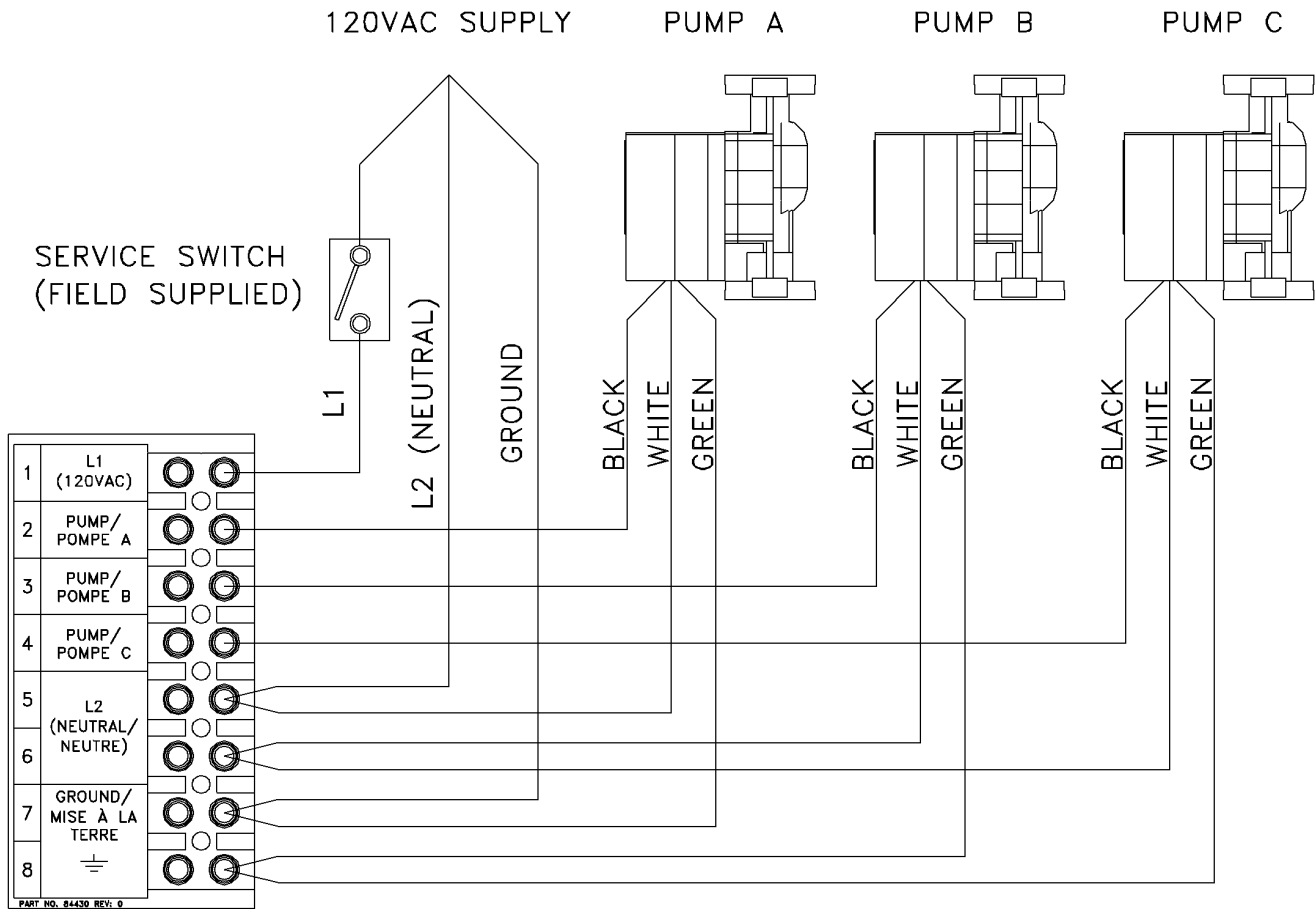 120VAC SUPPLY
PUMP A
PUMP B
PUMP C
SERVICE SWITCH
(FIELD SUPPLIED)
L1
L2 (NEUTRAL)
GROUND
BLACK
WHITE
GREEN
BLACK
WHITE
GREEN
BLACK
WHITE
GREEN
1
L1
(120VAC)
2
PUMP/
POMPE A
3
PUMP/
POMPE B
4
PUMP/
POMPE C
5
L2
(NEUTRAL/
NEUTRE)
6
7
GROUND/
MISE À LA
TERRE
8
PART NO. 84430 REV: 0